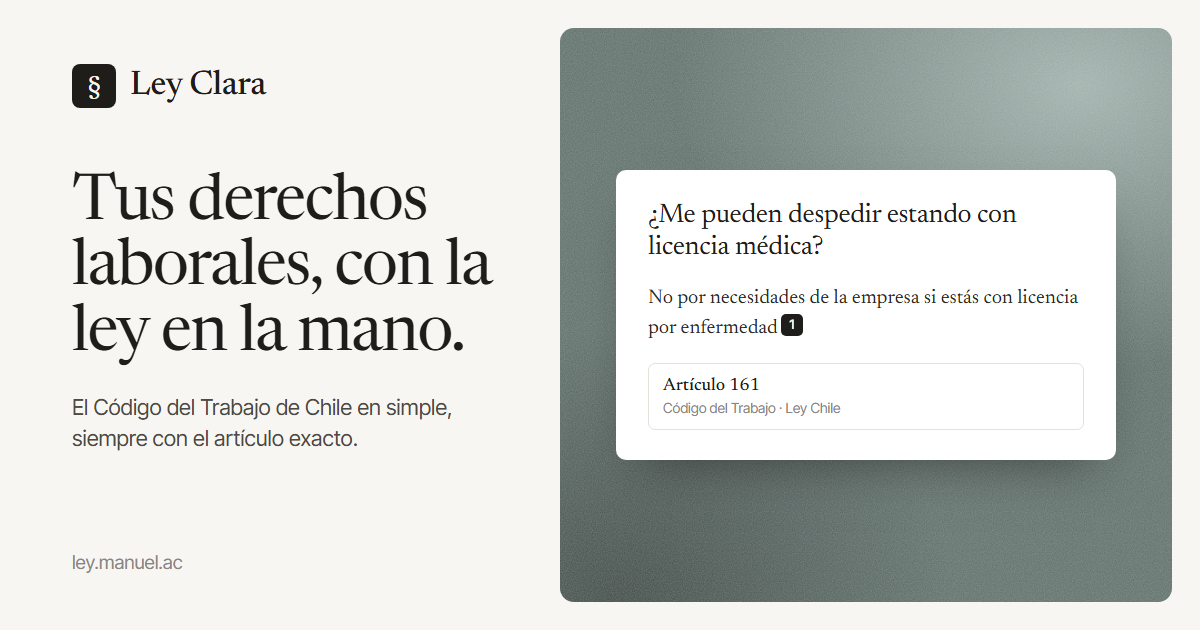 § Ley Clara
Tus derechos
laborales, con la
ley en la mano.
El Código del Trabajo de Chile en simple,
siempre con el artículo exacto.
ley.manuel.ac
¿Me pueden despedir estando con
licencia médica?
No por necesidades de la empresa si estás con licencia
por enfermedad 1
Artículo 161
Código del Trabajo · Ley Chile